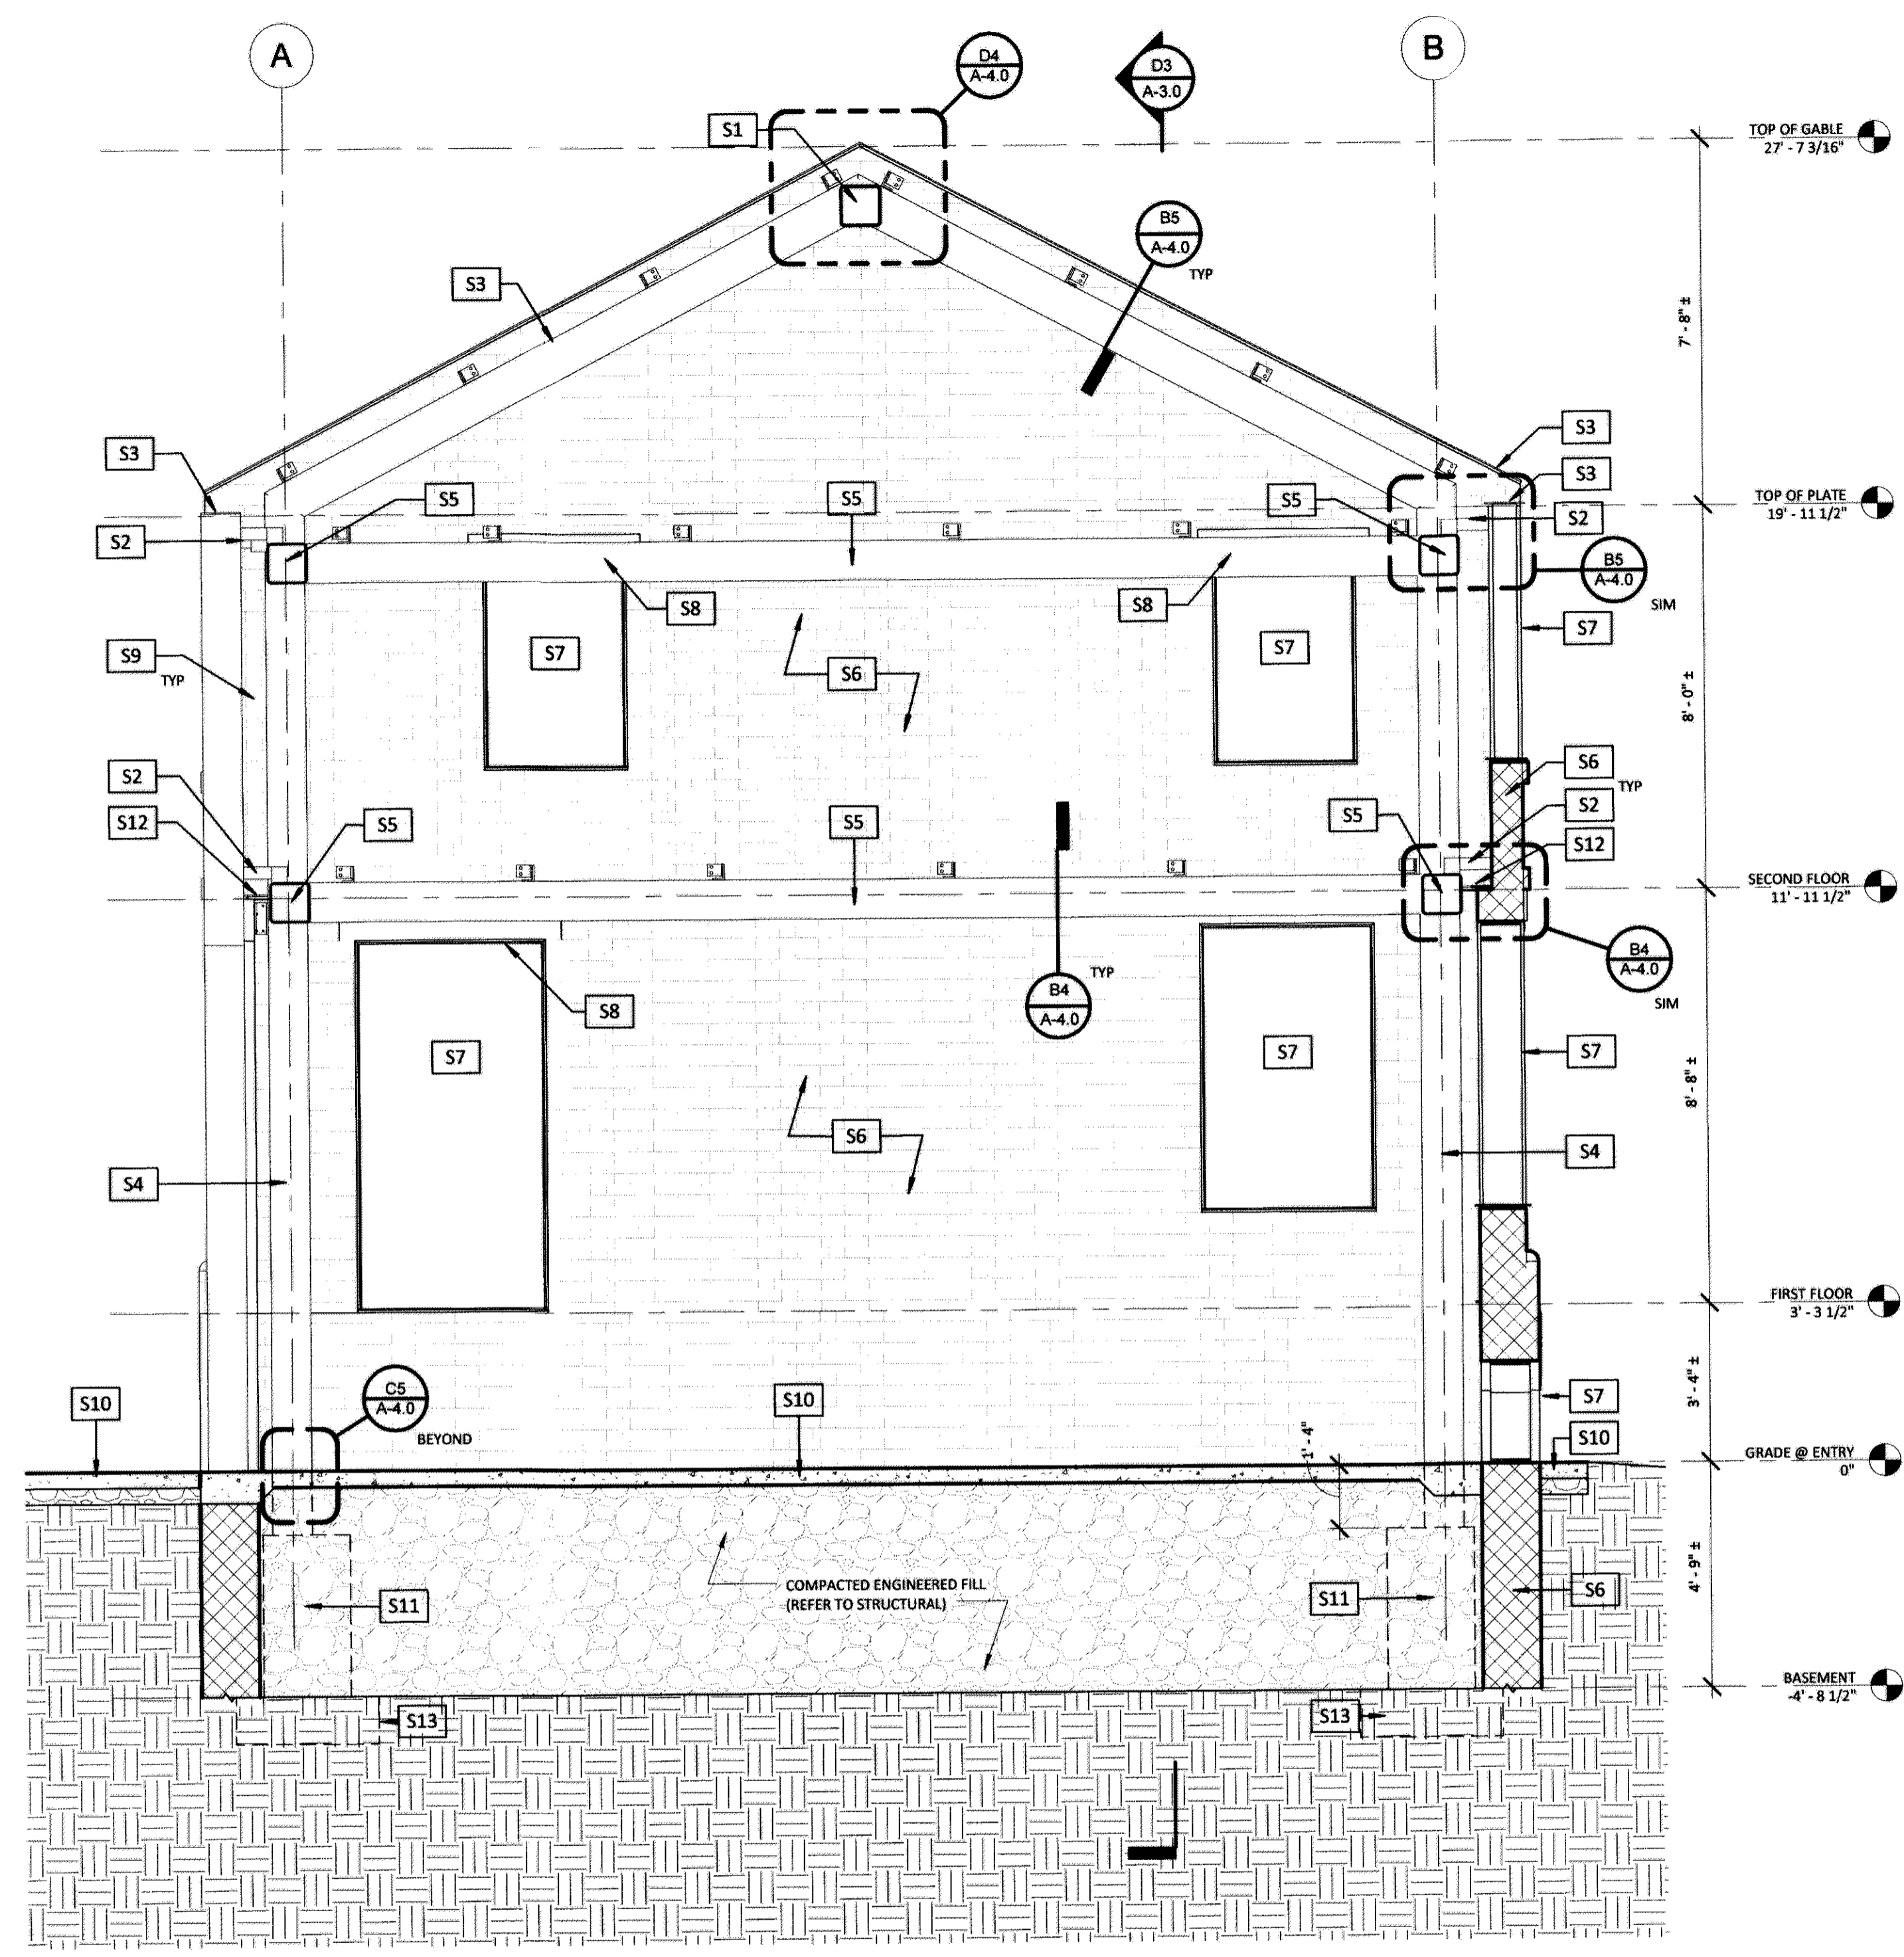 A
B
D4
A-4.0
D3
A-3.0
S1
TOP OF GABLE
27' - 7 3/16"
B5
A-4.0
TYP
S3
7' - 8" ±
S3
S3
S3
S5
S5
S5
TOP OF PLATE
19' - 11 1/2"
S2
S2
B5
A-4.0
SIM
S8
S8
S7
S9
TYP
S7
S6
S7
8' - 0" ±
S2
S6
TYP
S12
S5
S5
S5
S2
S12
SECOND FLOOR
11' - 11 1/2"
B4
A-4.0
SIM
TYP
B4
A-4.0
S8
S7
S7
S7
8' - 8" ±
S6
S4
S4
FIRST FLOOR
3' - 3 1/2"
C5
A-4.0
BEYOND
S10
S10
S7
3' - 4" ±
1' - 4"
S10
GRADE @ ENTRY
0"
COMPACTED ENGINEERED FILL
(REFER TO STRUCTURAL)
S11
S11
S6
4' - 9" ±
BASEMENT
-4' - 8 1/2"
S13
S13